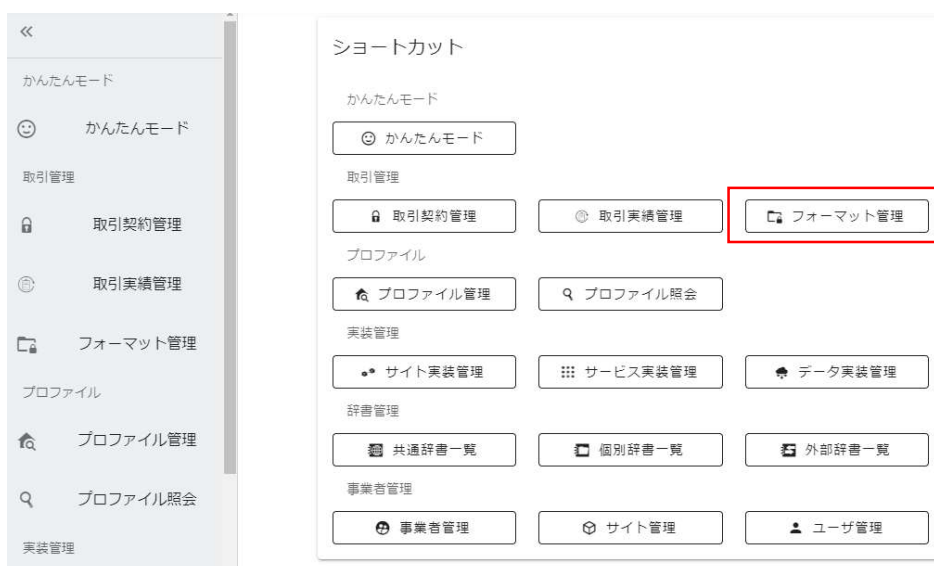 かんたんモード
かんたんモード
取引管理
取引契約管理
取引実績管理
フォーマット管理
プロファイル
プロファイル管理
プロファイル照会
実装管理
ショートカット
かんたんモード
かんたんモード
取引管理
取引契約管理 取引実績管理 フォーマット管理
プロファイル
プロファイル管理 プロファイル照会
実装管理
サイト実装管理 サービス実装管理 データ実装管理
辞書管理
共通辞書一覧 個別辞書一覧 外部辞書一覧
事業者管理
事業者管理 サイト管理 ユーザ管理